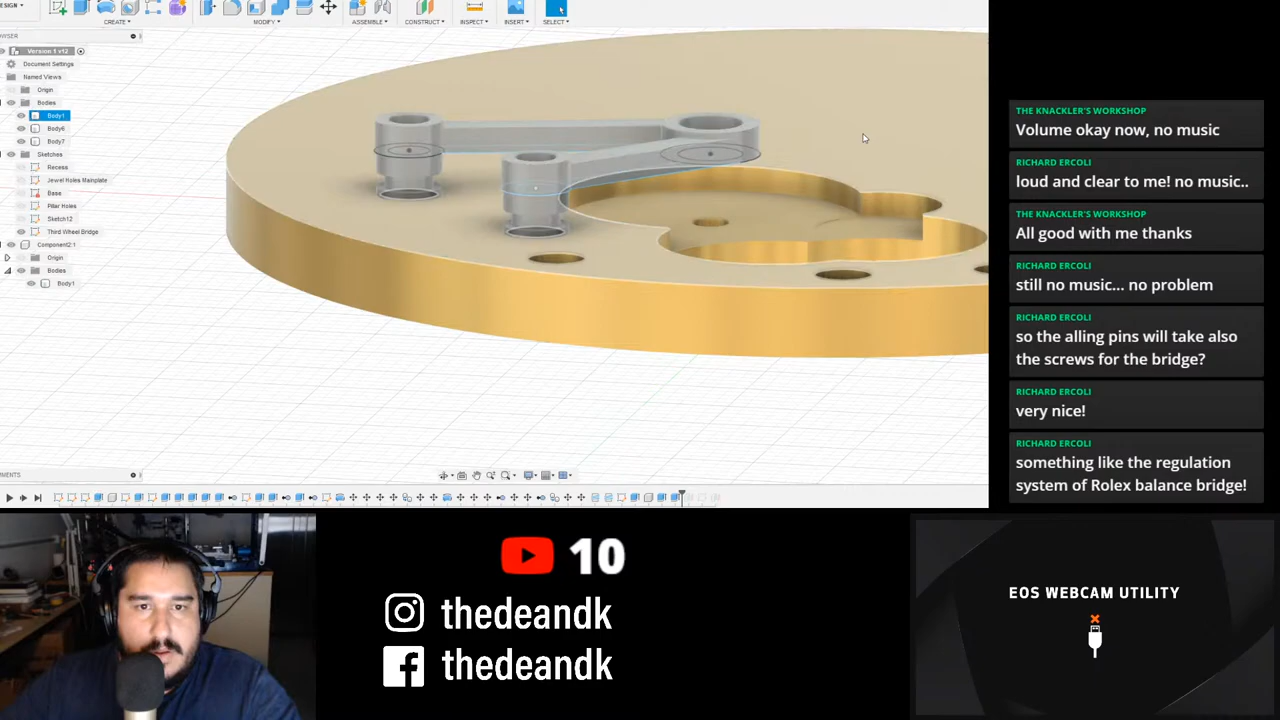 DESIGN
CREATE
MODIFY
ASSEMBLE
CONSTRUCT
INSPECT
INSERT
SELECT
OWSER
Version 1 v12
Document Settings
Named Views
Origin
Bodies
Body1
Body6
Body7
Sketches
Recess
Jewel Holes Mainplate
Base
Pillar Holes
Sketch12
Third Wheel Bridge
Component2:1
Origin
Bodies
Body1
MMENTS
THE KNACKLER'S WORKSHOP
Volume okay now, no music
RICHARD ERCOLI
loud and clear to me! no music..
THE KNACKLER'S WORKSHOP
All good with me thanks
RICHARD ERCOLI
still no music... no problem
RICHARD ERCOLI
so the alling pins will take also
the screws for the bridge?
RICHARD ERCOLI
very nice!
RICHARD ERCOLI
something like the regulation
system of Rolex balance bridge!
10
thedeandk
thedeandk
EOS WEBCAM UTILITY